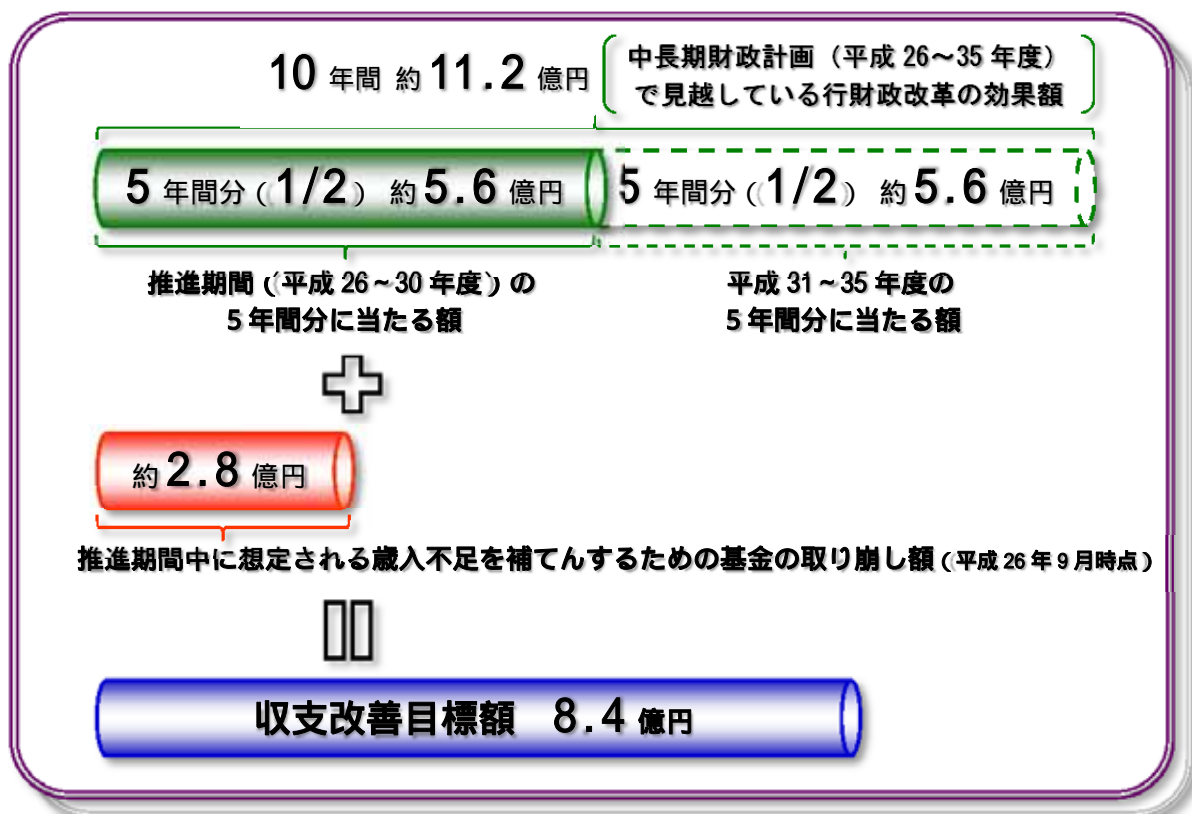 10 年間 約 11.2 億円
中長期財政計画（平成 26～35 年度）
で見越している行財政改革の効果額
5 年間分（1/2） 約 5.6 億円
5 年間分（1/2） 約 5.6 億円
推進期間（平成 26～30 年度）の
5 年間分に当たる額
平成 31～35 年度の
5 年間分に当たる額
約 2.8 億円
推進期間中に想定される歳入不足を補てんするための基金の取り崩し額（平成 26 年 9 月時点）
収支改善目標額 8.4 億円